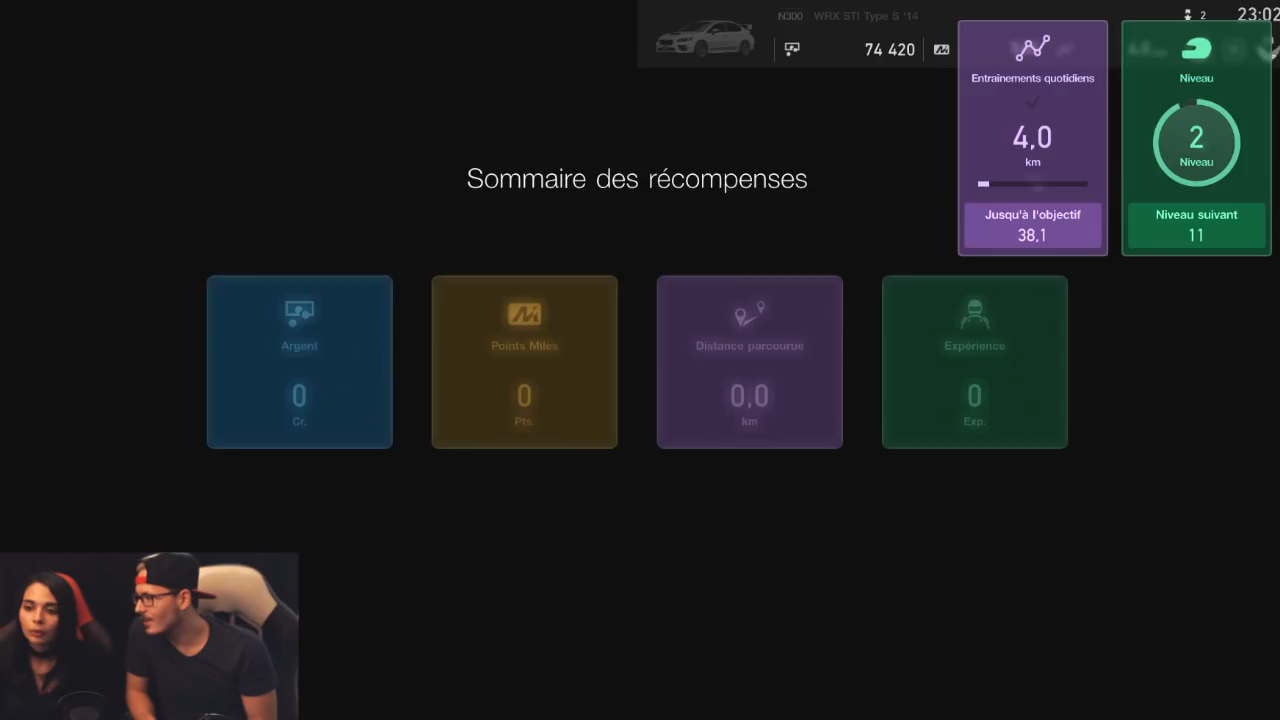 N300 WRX STI Type S '14
2
23:02
74 420
Entraînements quotidiens
4,0
km
Jusqu'à l'objectif
38,1
Niveau
2
Niveau
Niveau suivant
11
Sommaire des récompenses
Argent
0
Cr.
Points Miles
0
Pts.
Distance parcourue
0,0
km
Expérience
0
Exp.